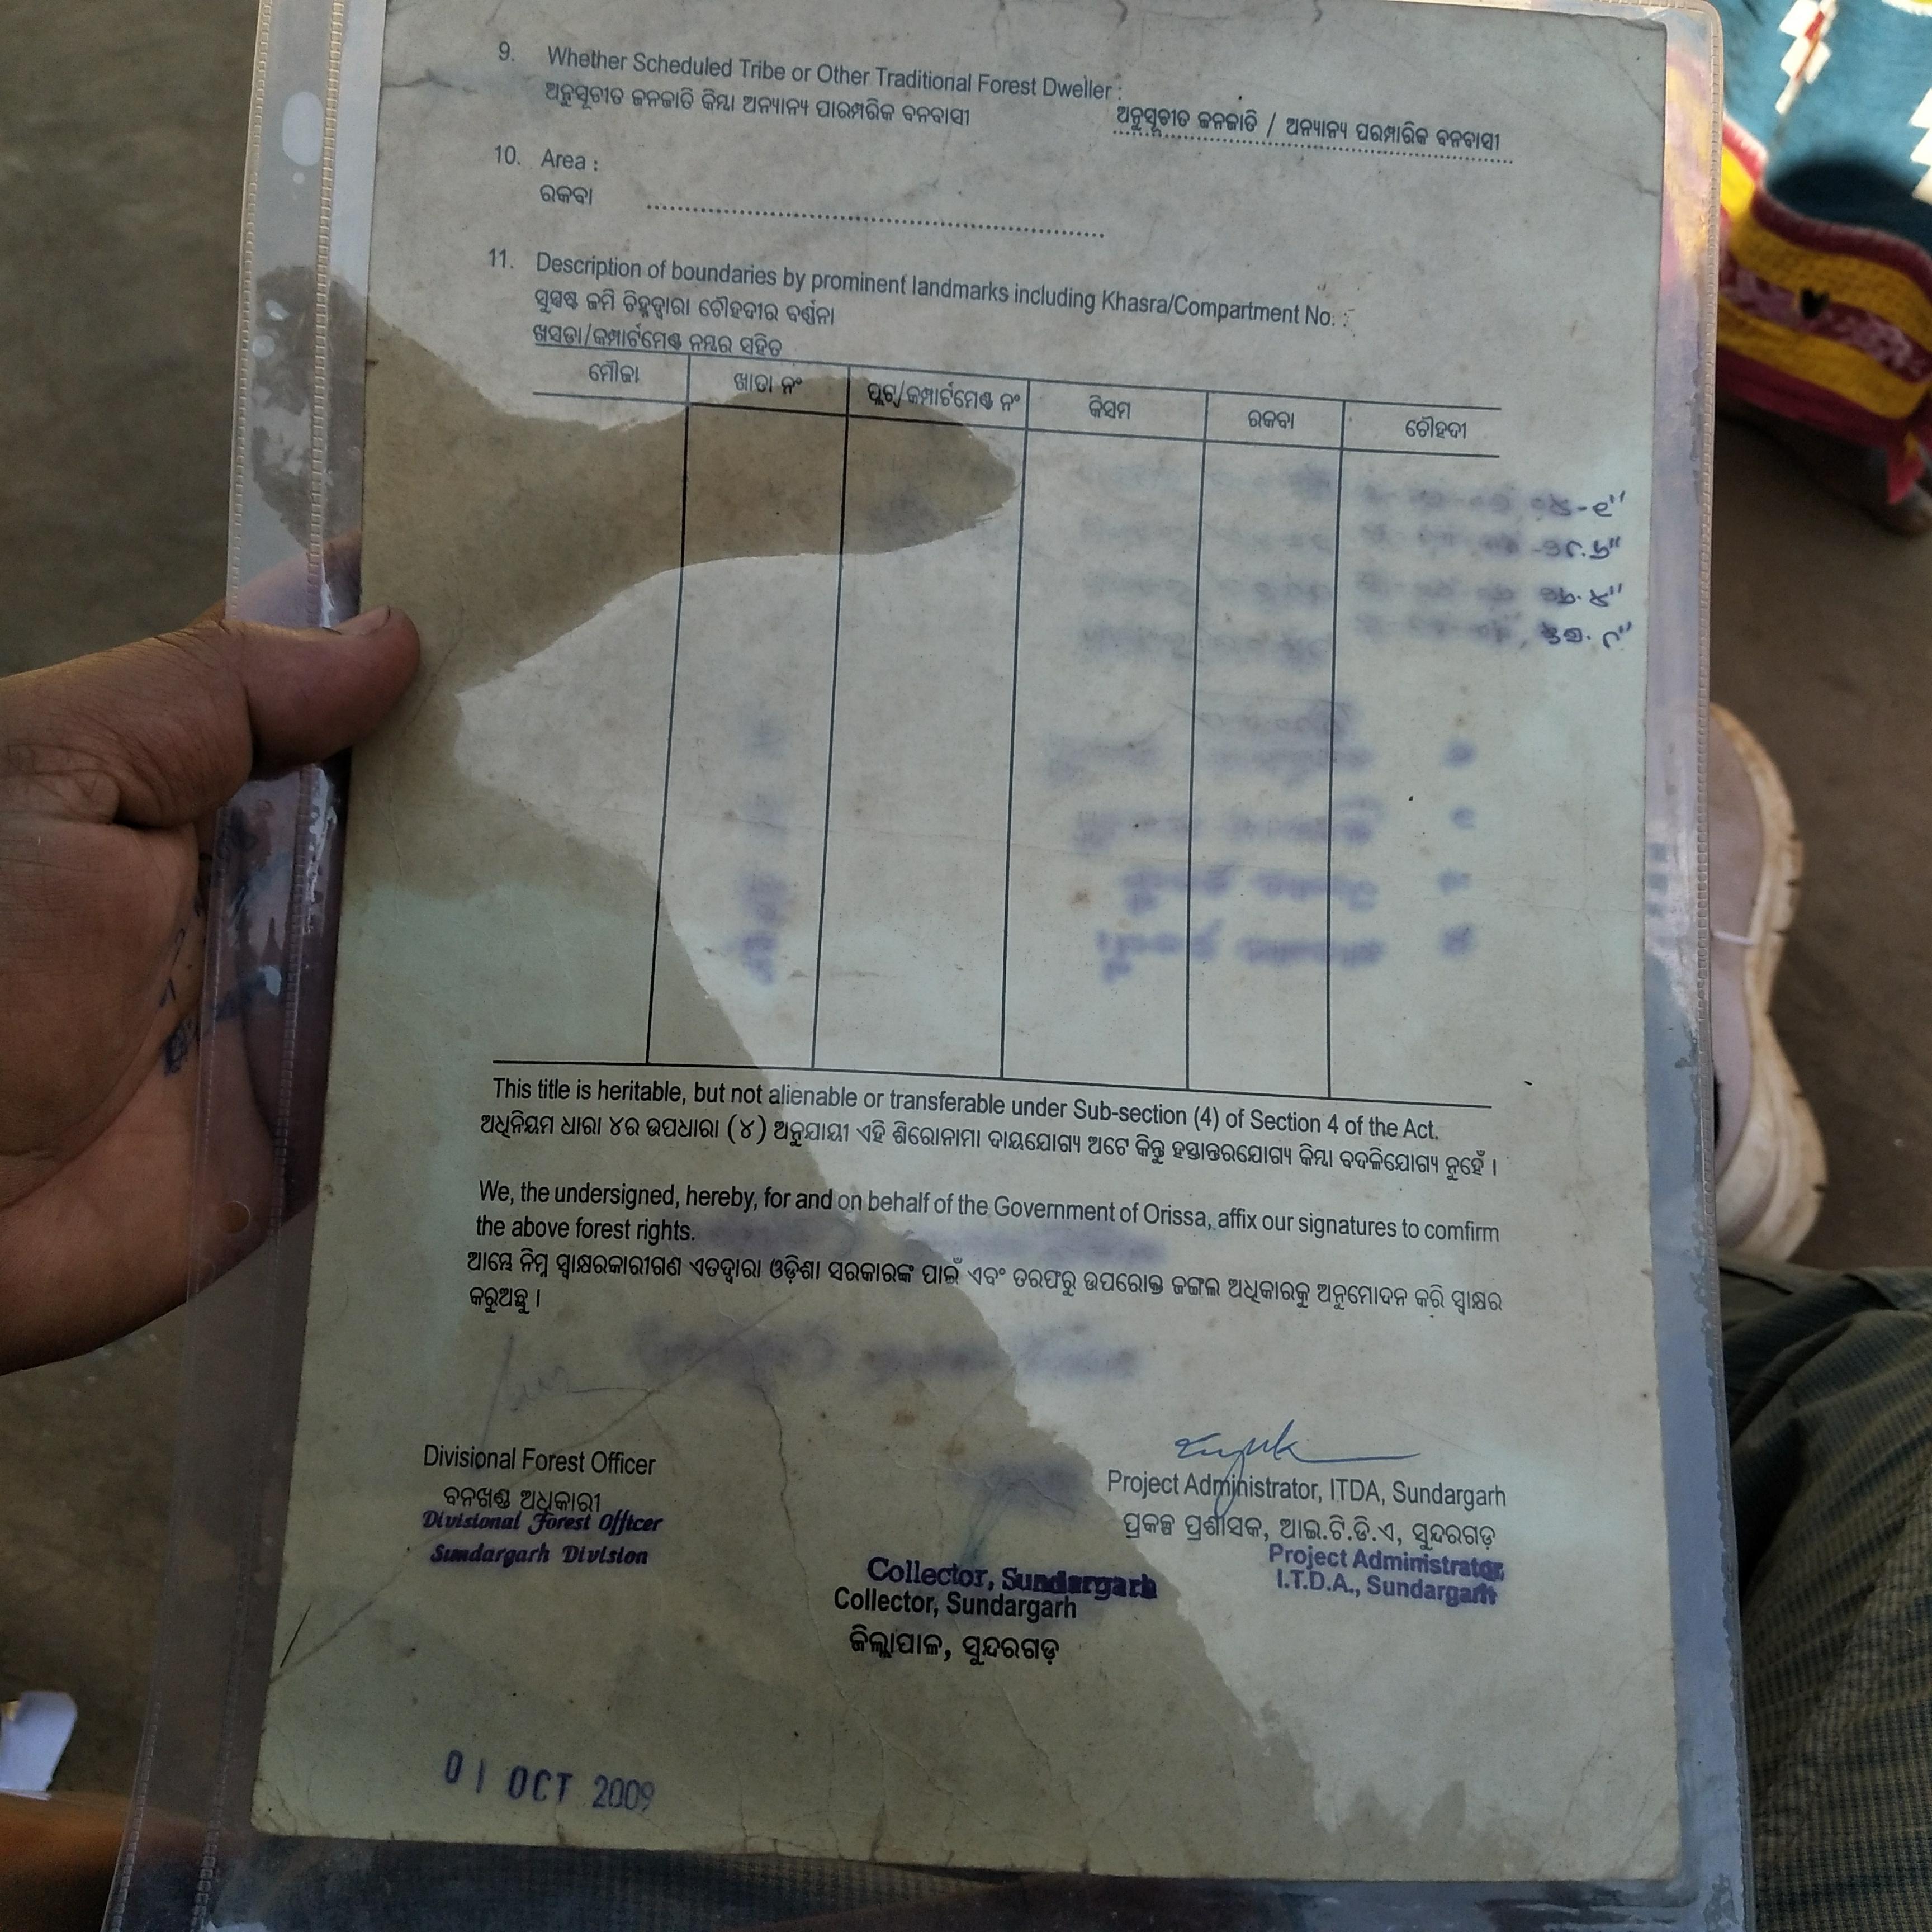 9. Whether Scheduled Tribe or Other Traditional Forest Dweller :
ଅନୁସୂଚୀତ ଜନଜାତି କିମ୍ବା ଅନ୍ୟାନ୍ୟ ପାରମ୍ପରିକ ବନବାସୀ
ଅନୁସୂଚୀତ ଜନଜାତି / ଅନ୍ୟାନ୍ୟ ପରମ୍ପାରିକ ବନବାସୀ
10. Area :
ରକବା
11. Description of boundaries by prominent landmarks including Khasra/Compartment No. :
ସୁସ୍ପଷ୍ଟ ଜମି ଚିହ୍ନଦ୍ୱାରା ଚୌହଦୀର ବର୍ଣ୍ଣନା
ଖସଡା/କମ୍ପାର୍ଟମେଣ୍ଟ ନମ୍ବର ସହିତ
ମୌଜା ଖାତା ନଂ ପ୍ଲଟ/କମ୍ପାର୍ଟମେଣ୍ଟ ନଂ କିସମ ରକବା ଚୌହଦୀ
This title is heritable, but not alienable or transferable under Sub-section (4) of Section 4 of the Act.
ଅଧିନିୟମ ଧାରା ୪ର ଉପଧାରା (୪) ଅନୁଯାୟୀ ଏହି ଶିରୋନାମା ଦାୟଯୋଗ୍ୟ ଅଟେ କିନ୍ତୁ ହସ୍ତାନ୍ତରଯୋଗ୍ୟ କିମ୍ବା ବଦଳିଯୋଗ୍ୟ ନୁହେଁ ।
We, the undersigned, hereby, for and on behalf of the Government of Orissa, affix our signatures to comfirm
the above forest rights.
ଆମ୍ଭେ ନିମ୍ନ ସ୍ୱାକ୍ଷରକାରୀଗଣ ଏତଦ୍ୱାରା ଓଡ଼ିଶା ସରକାରଙ୍କ ପାଇଁ ଏବଂ ତରଫରୁ ଉପରୋକ୍ତ ଜଙ୍ଗଲ ଅଧିକାରକୁ ଅନୁମୋଦନ କରି ସ୍ୱାକ୍ଷର
କରୁଅଛୁ ।
Divisional Forest Officer
ବନଖଣ୍ଡ ଅଧିକାରୀ
Divisional Forest Officer
Sundargarh Division
Project Administrator, ITDA, Sundargarh
ପ୍ରକଳ୍ପ ପ୍ରଶାସକ, ଆଇ.ଟି.ଡି.ଏ, ସୁନ୍ଦରଗଡ଼
Project Administrator,
I.T.D.A., Sundargarh
Collector, Sundargarh
Collector, Sundargarh
ଜିଲ୍ଲାପାଳ, ସୁନ୍ଦରଗଡ଼
01 OCT 2009